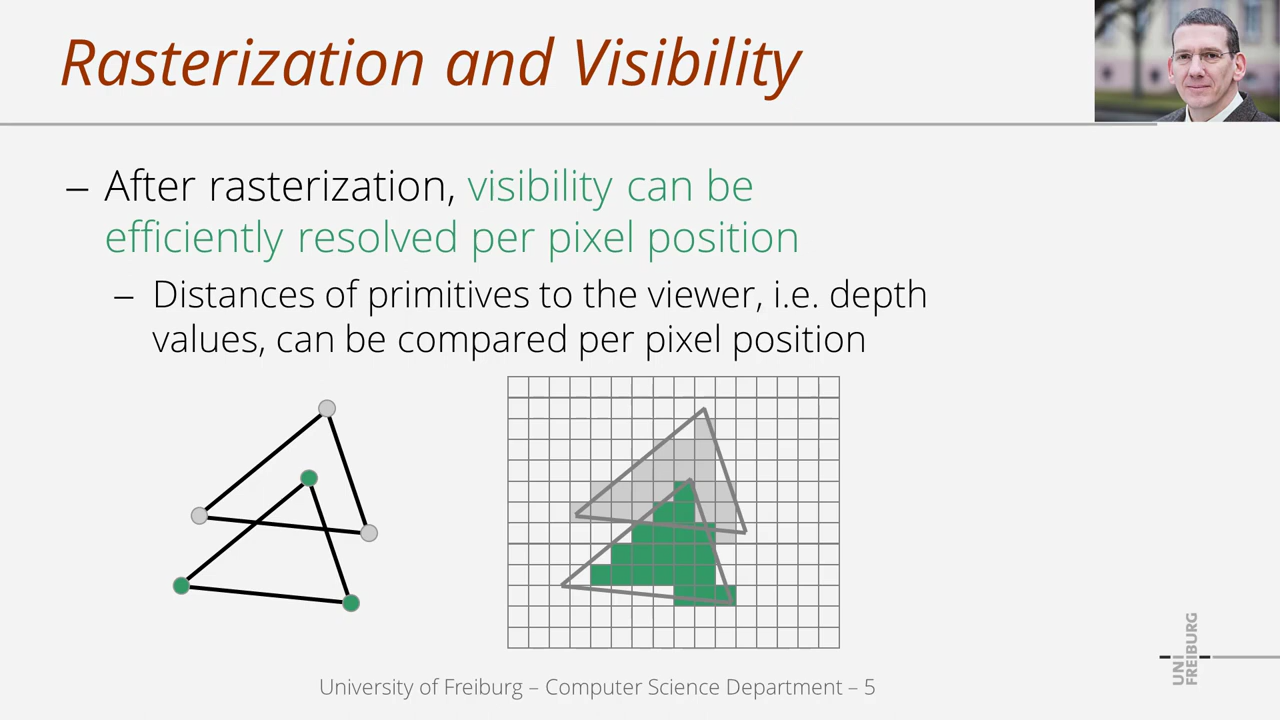 Rasterization and Visibility
– After rasterization, visibility can be
efficiently resolved per pixel position
– Distances of primitives to the viewer, i.e. depth
values, can be compared per pixel position
University of Freiburg – Computer Science Department – 5
UNI
FREIBURG